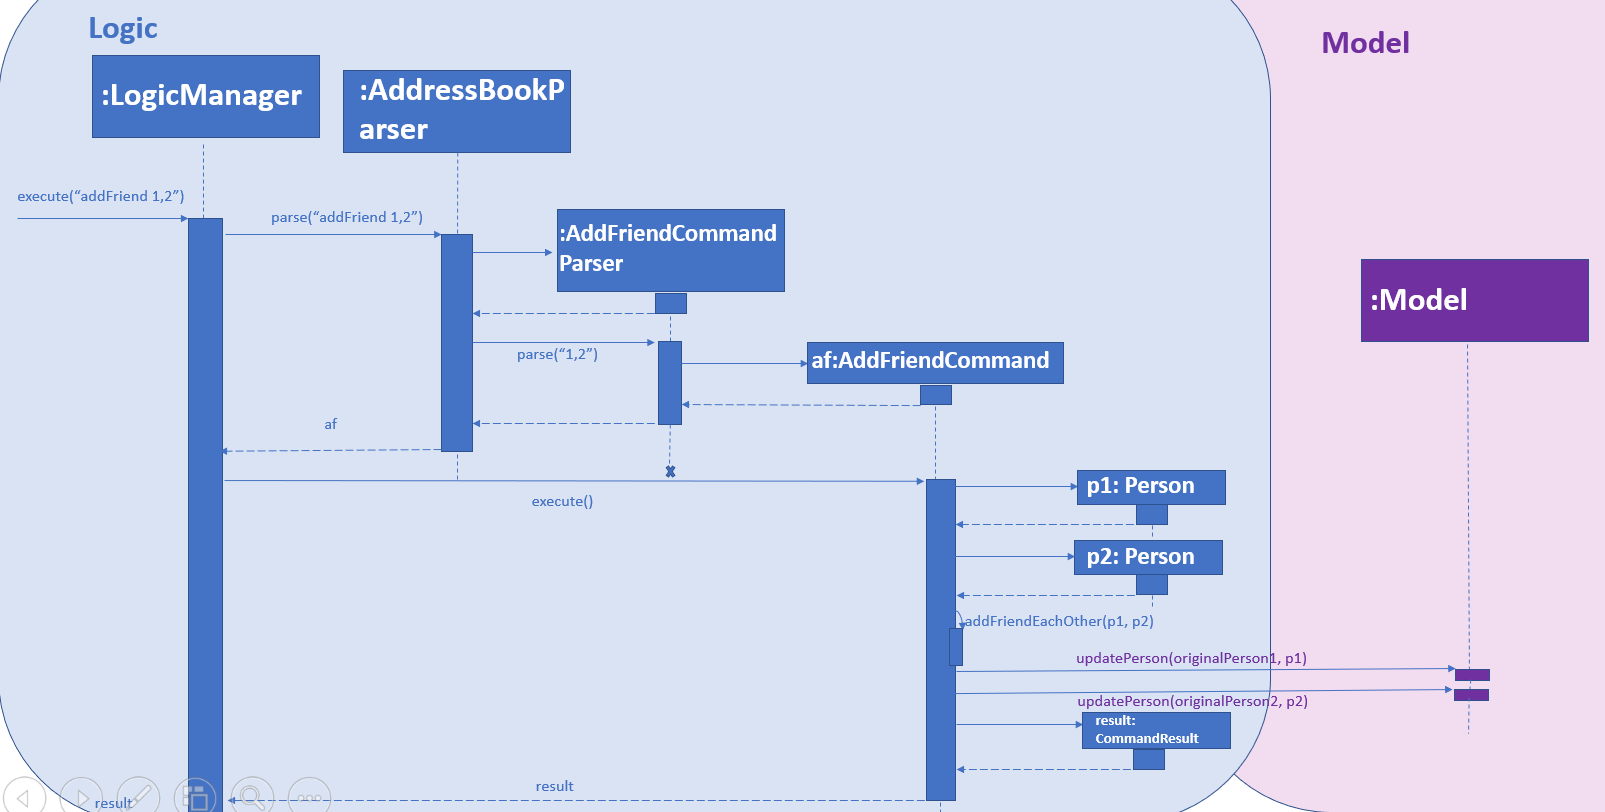 Logic
Model
:LogicManager
:AddressBookP
arser
execute(“addFriend 1,2”)
parse(“addFriend 1,2”)
:AddFriendCommand
Parser
:Model
parse(“1,2”)
af:AddFriendCommand
af
execute()
p1: Person
p2: Person
addFriendEachOther(p1, p2)
updatePerson(originalPerson1, p1)
updatePerson(originalPerson2, p2)
result:
CommandResult
result
result